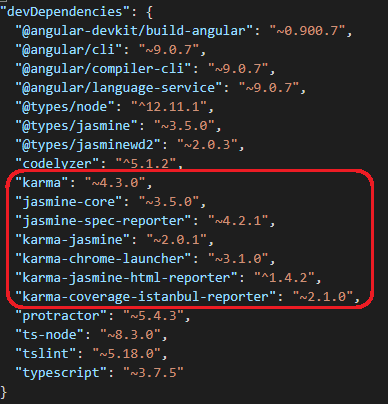 "devDependencies": {
"@angular-devkit/build-angular": "~0.900.7",
"@angular/cli": "~9.0.7",
"@angular/compiler-cli": "~9.0.7",
"@angular/language-service": "~9.0.7",
"@types/node": "^12.11.1",
"@types/jasmine": "~3.5.0",
"@types/jasminewd2": "~2.0.3",
"codelyzer": "^5.1.2",
"karma": "~4.3.0",
"jasmine-core": "~3.5.0",
"jasmine-spec-reporter": "~4.2.1",
"karma-jasmine": "~2.0.1",
"karma-chrome-launcher": "~3.1.0",
"karma-jasmine-html-reporter": "^1.4.2",
"karma-coverage-istanbul-reporter": "~2.1.0",
"protractor": "~5.4.3",
"ts-node": "~8.3.0",
"tslint": "~5.18.0",
"typescript": "~3.7.5"
}